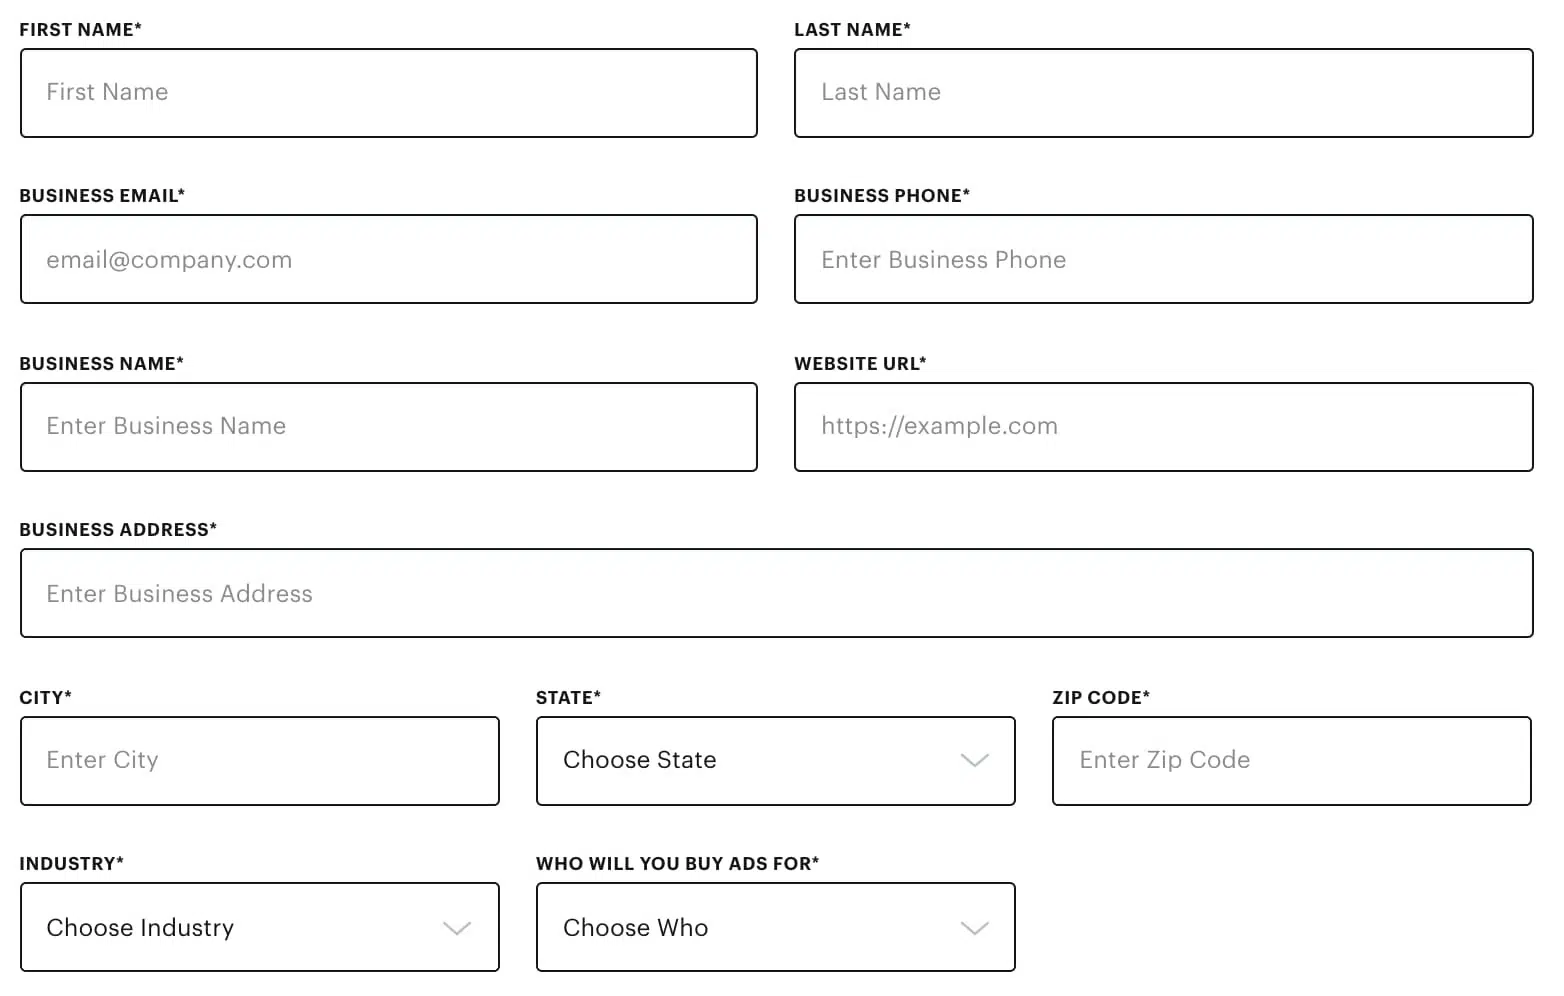 FIRST NAME*
LAST NAME*
First Name
Last Name
BUSINESS EMAIL*
BUSINESS PHONE*
email@company.com
Enter Business Phone
BUSINESS NAME*
WEBSITE URL*
Enter Business Name
https://example.com
BUSINESS ADDRESS*
Enter Business Address
CITY*
STATE*
ZIP CODE*
Enter City
Choose State
Enter Zip Code
INDUSTRY*
WHO WILL YOU BUY ADS FOR*
Choose Industry
Choose Who